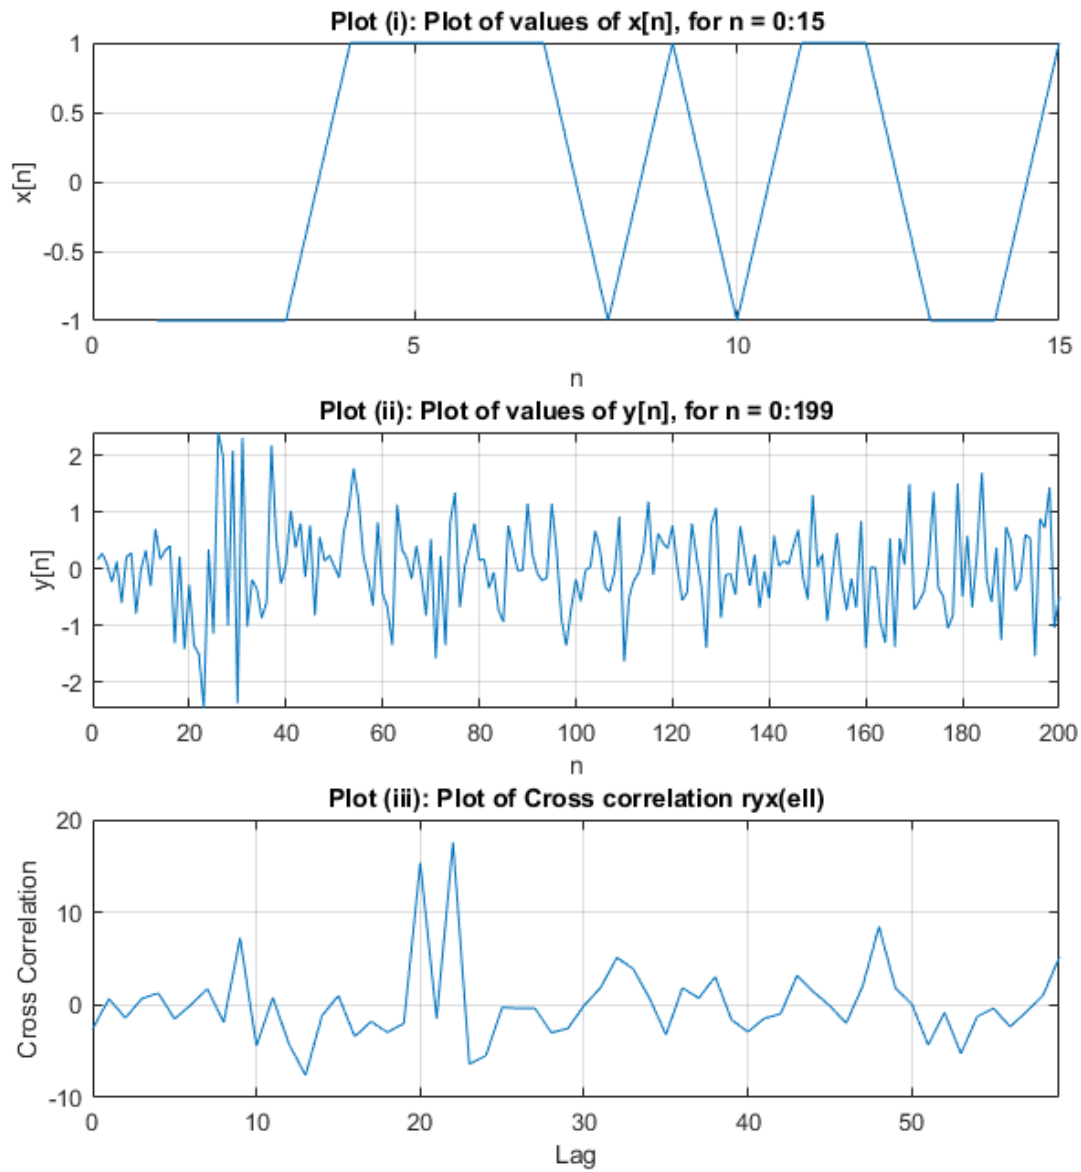 Plot (i): Plot of values of x[n], for n = 0:15
1
0.5
0
-0.5
-1
x[n]
0 5 10 15
n
Plot (ii): Plot of values of y[n], for n = 0:199
2
1
0
-1
-2
y[n]
0 20 40 60 80 100 120 140 160 180 200
n
Plot (iii): Plot of Cross correlation ryx(ell)
20
10
0
-10
Cross Correlation
0 10 20 30 40 50
Lag